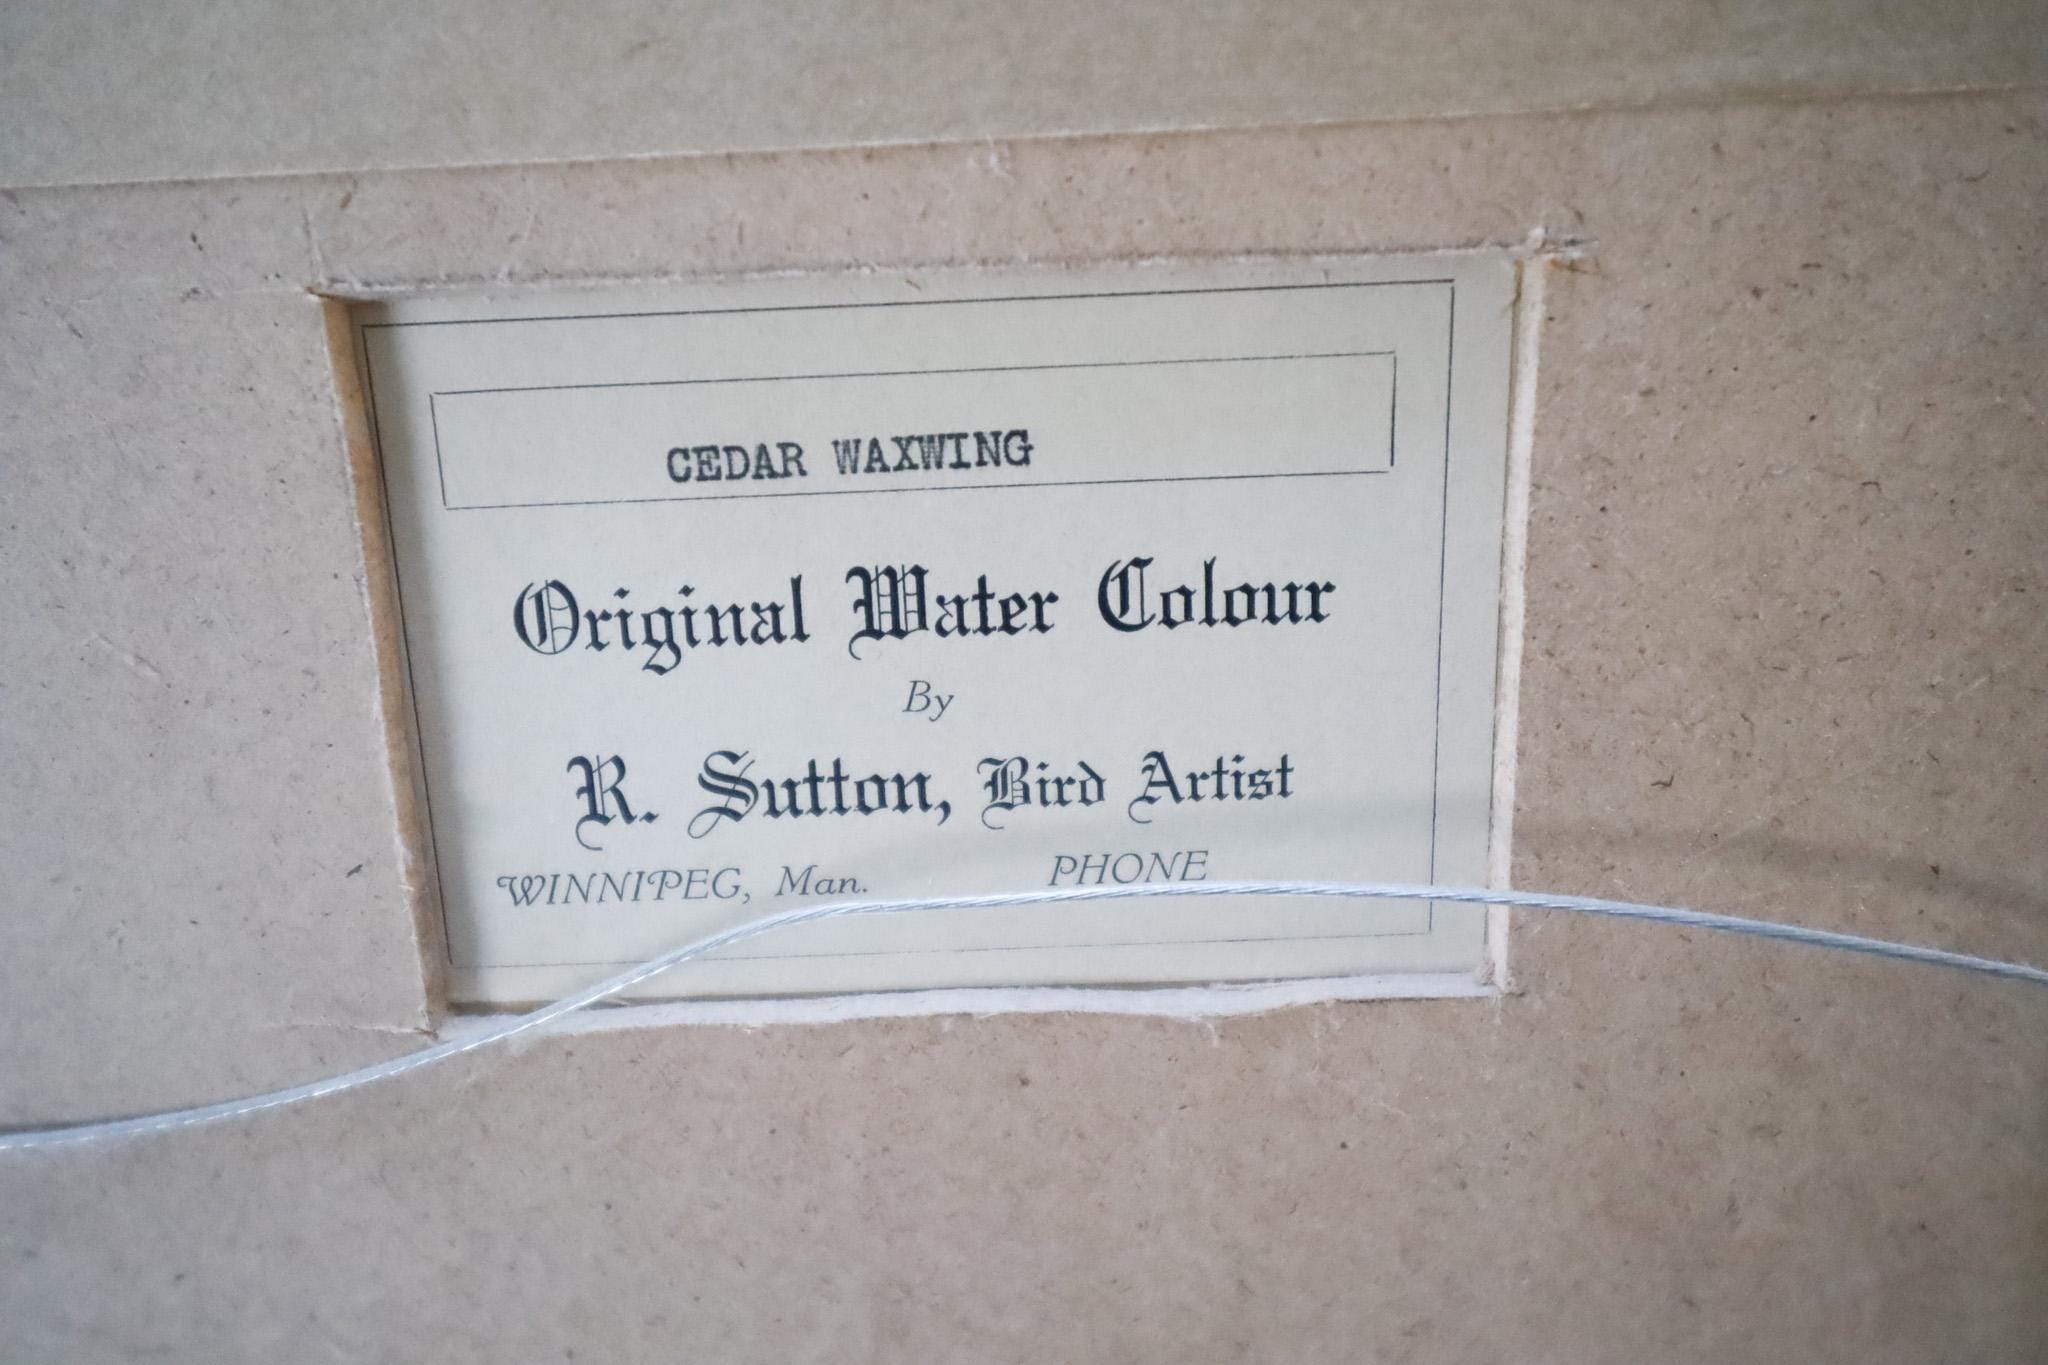 CEDAR WAXWING
Original Water Colour
By
R. Sutton, Bird Artist
WINNIPEG, Man. PHONE